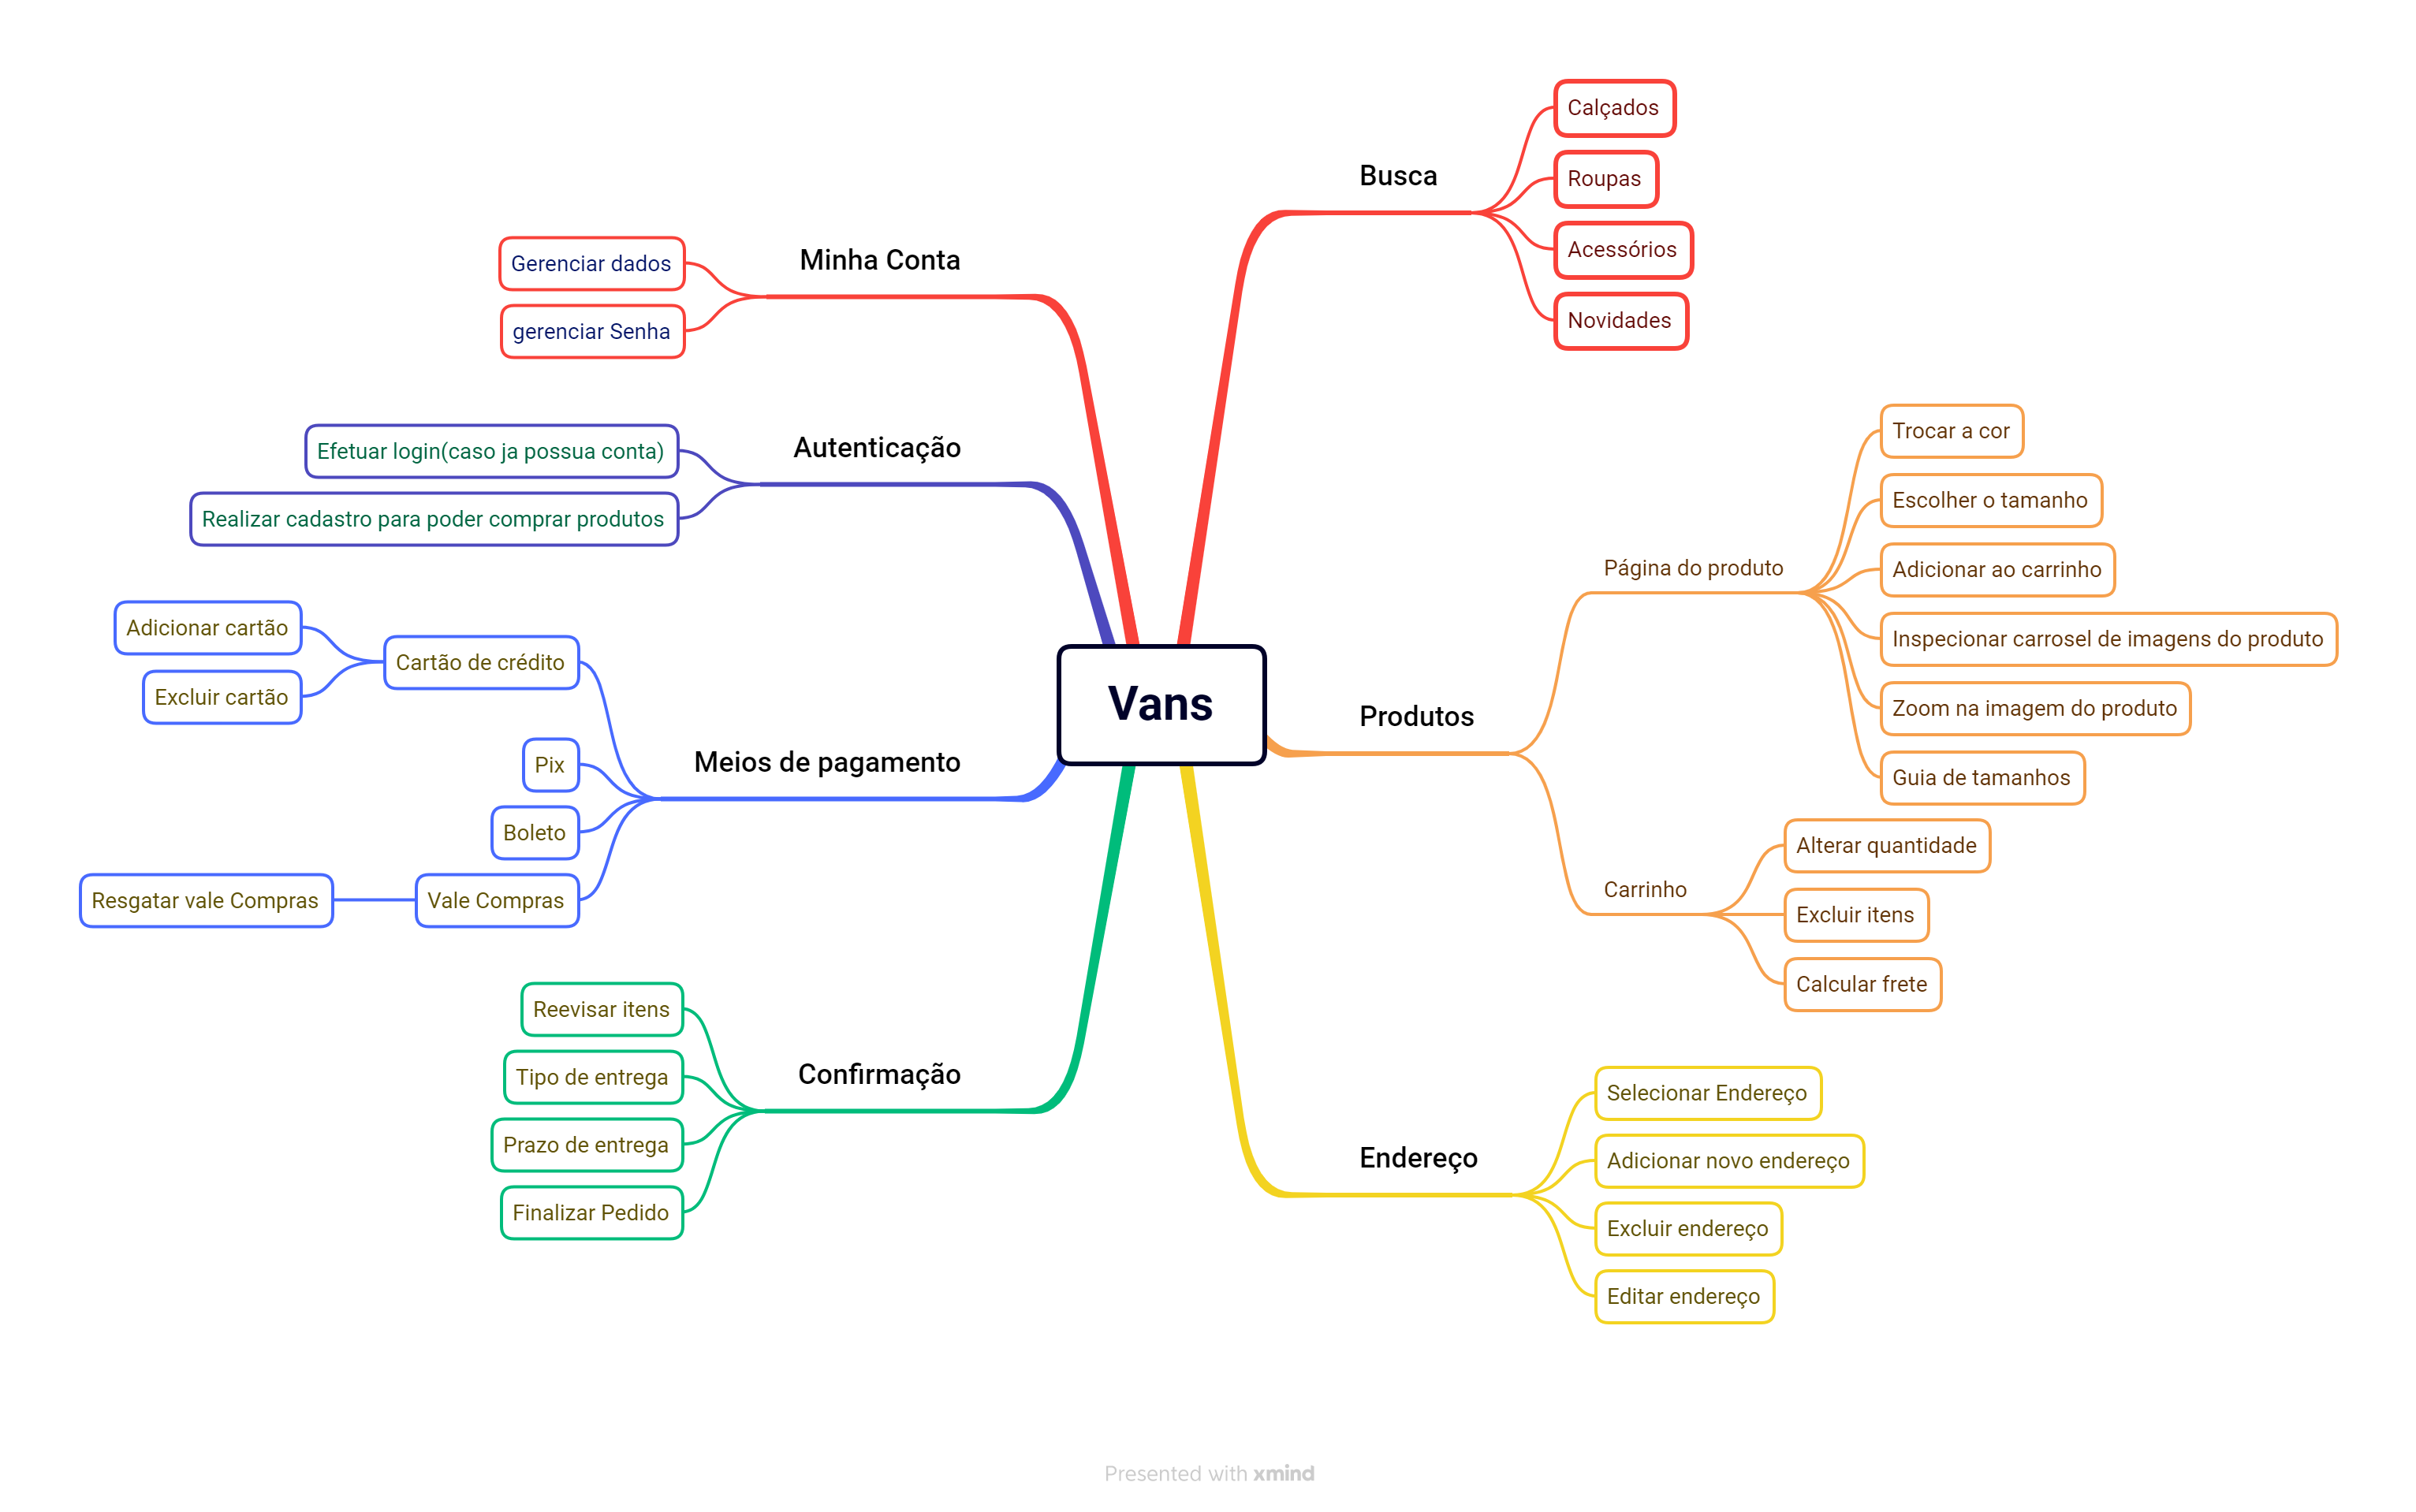 Vans
Busca
Calçados
Roupas
Acessórios
Novidades
Produtos
Página do produto
Trocar a cor
Escolher o tamanho
Adicionar ao carrinho
Inspecionar carrosel de imagens do produto
Zoom na imagem do produto
Guia de tamanhos
Carrinho
Alterar quantidade
Excluir itens
Calcular frete
Endereço
Selecionar Endereço
Adicionar novo endereço
Excluir endereço
Editar endereço
Minha Conta
Gerenciar dados
gerenciar Senha
Autenticação
Efetuar login(caso ja possua conta)
Realizar cadastro para poder comprar produtos
Meios de pagamento
Cartão de crédito
Adicionar cartão
Excluir cartão
Pix
Boleto
Vale Compras
Resgatar vale Compras
Confirmação
Reevisar itens
Tipo de entrega
Prazo de entrega
Finalizar Pedido
Presented with xmind